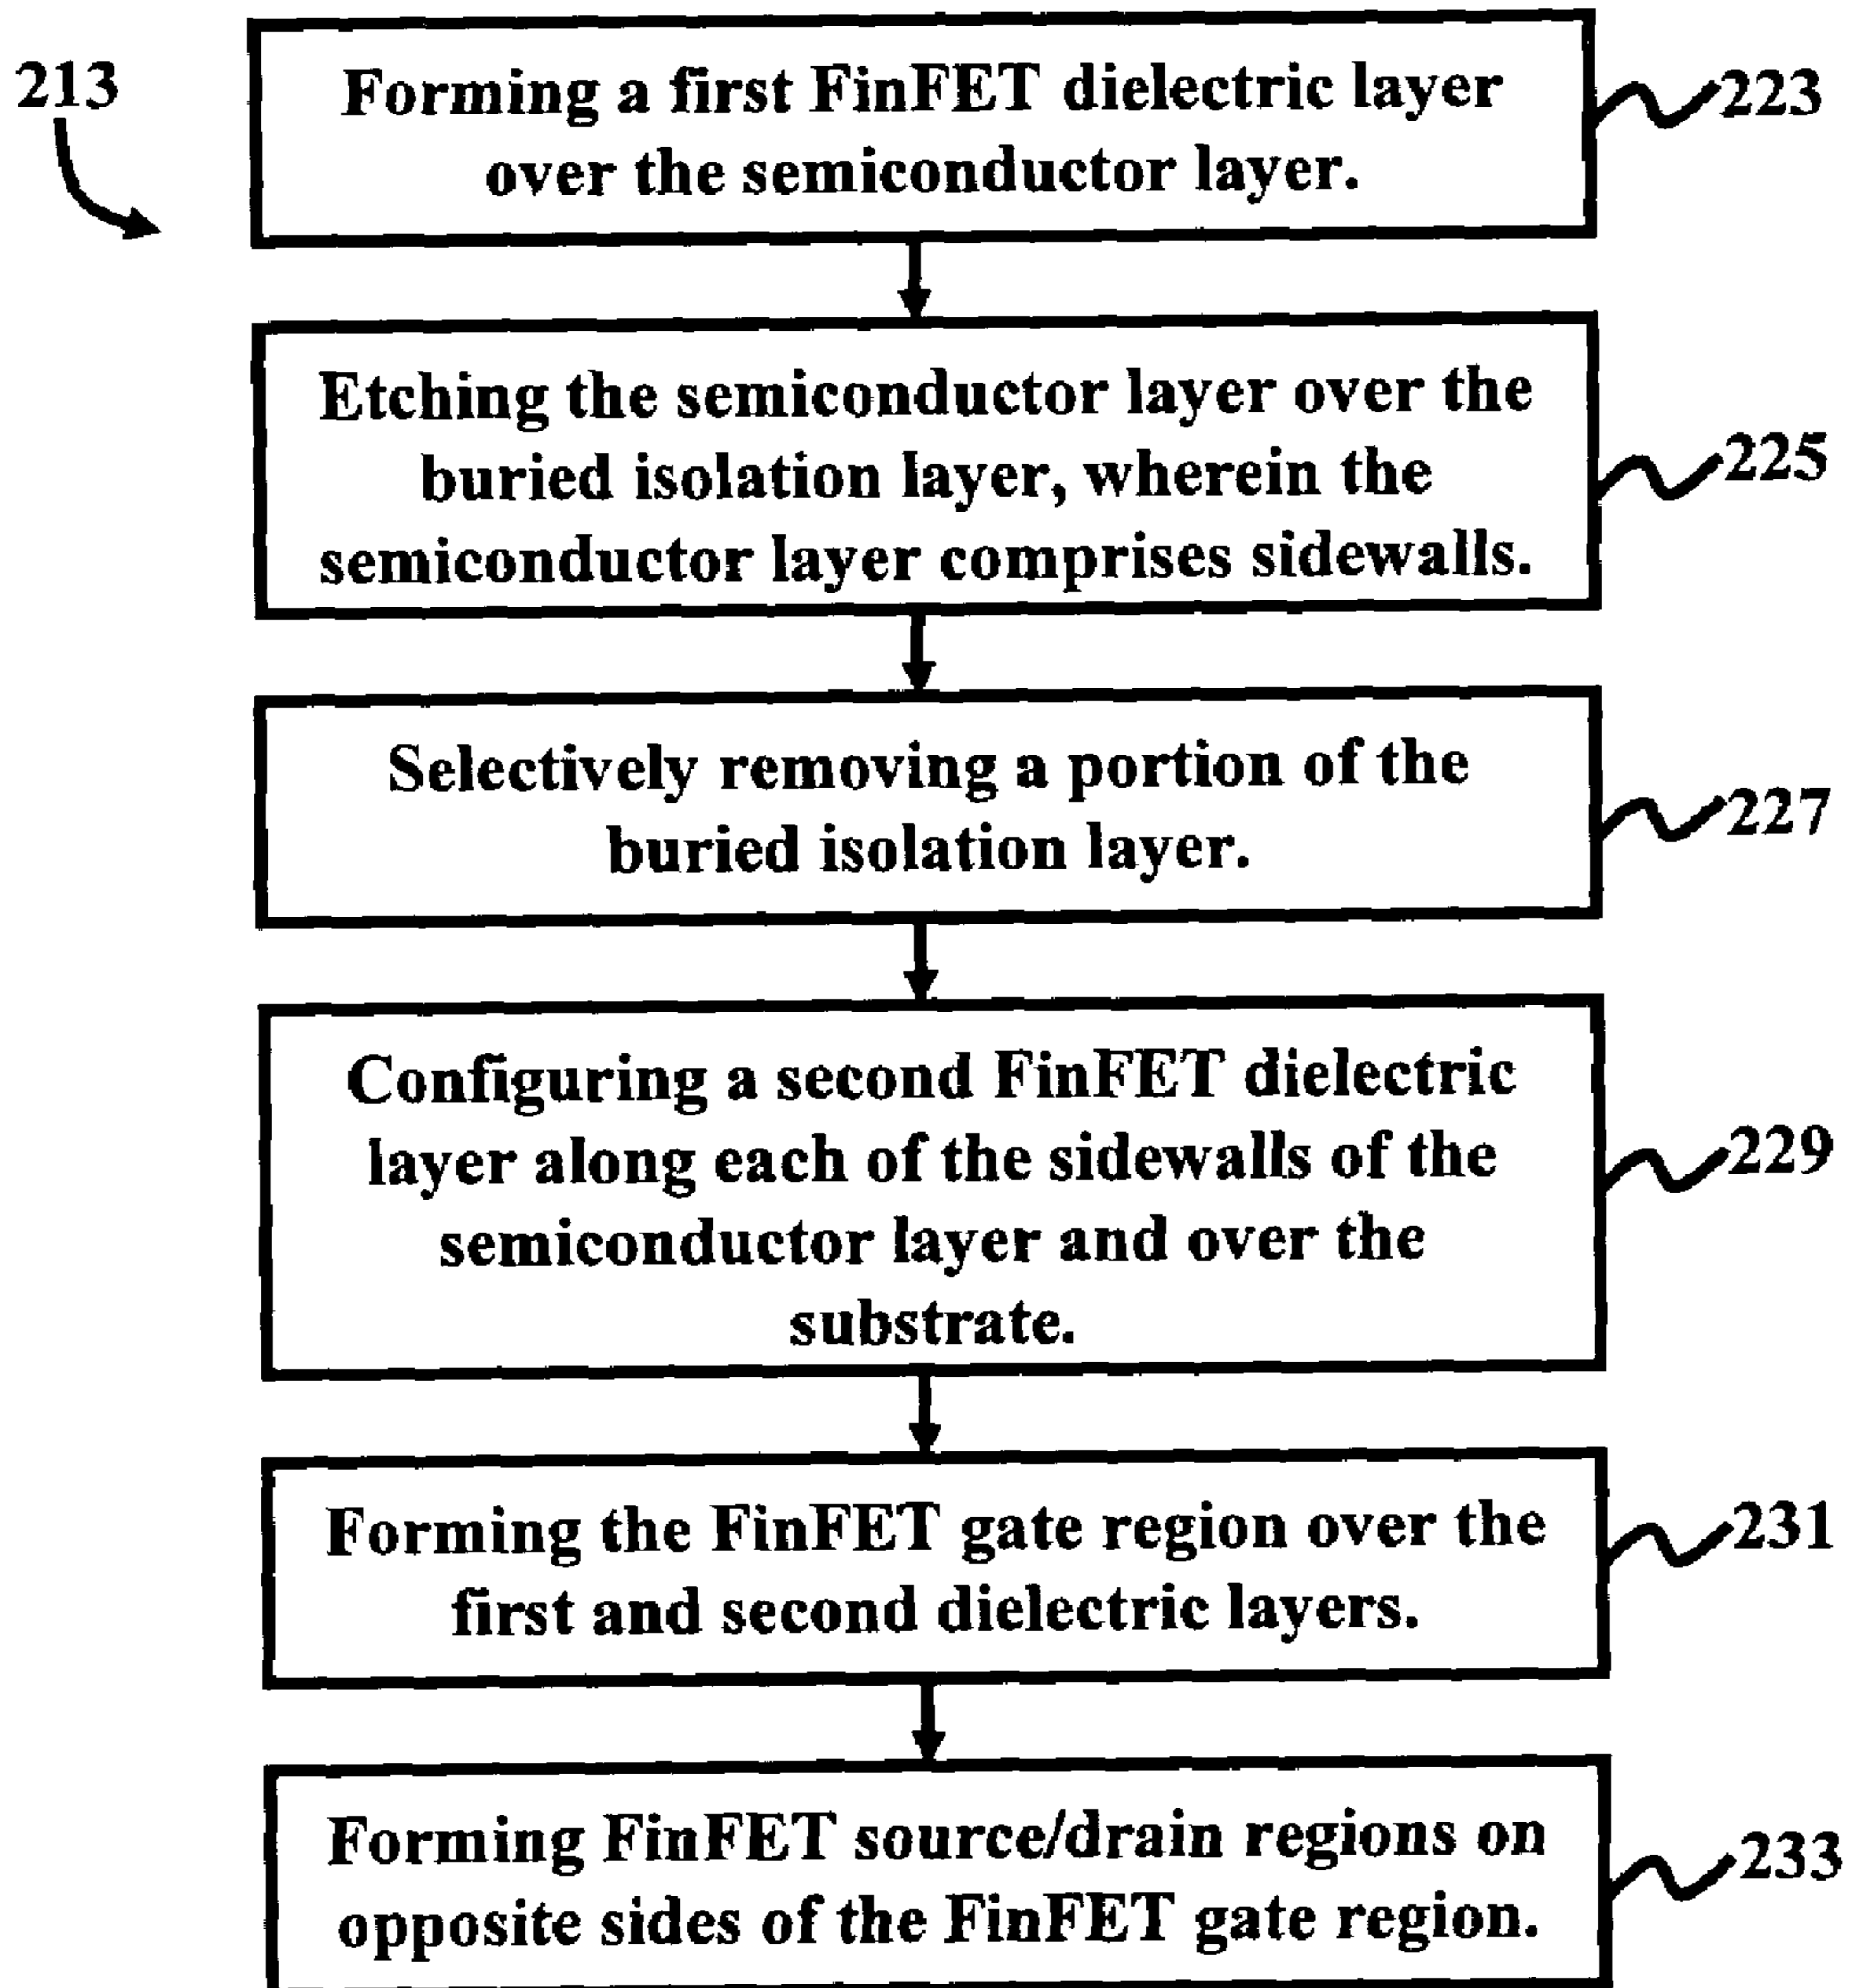 213
Forming a first FinFET dielectric layer
over the semiconductor layer.
223
Etching the semiconductor layer over the
buried isolation layer, wherein the
semiconductor layer comprises sidewalls.
225
Selectively removing a portion of the
buried isolation layer.
227
Configuring a second FinFET dielectric
layer along each of the sidewalls of the
semiconductor layer and over the
substrate.
229
Forming the FinFET gate region over the
first and second dielectric layers.
231
Forming FinFET source/drain regions on
opposite sides of the FinFET gate region.
233